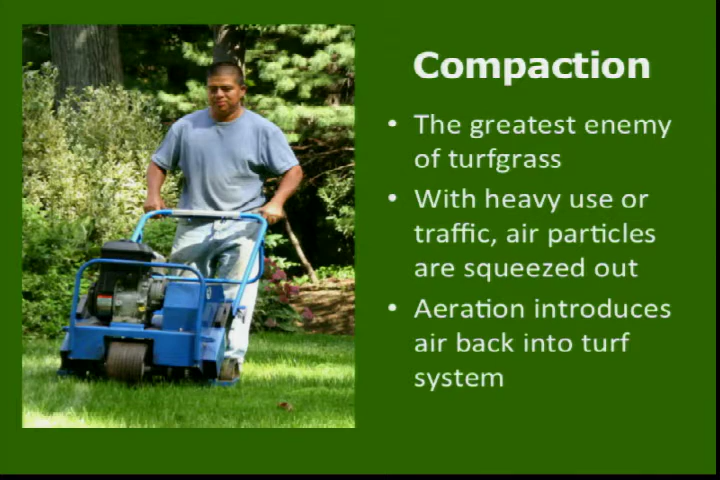 Compaction
• The greatest enemy
of turfgrass
• With heavy use or
traffic, air particles
are squeezed out
• Aeration introduces
air back into turf
system